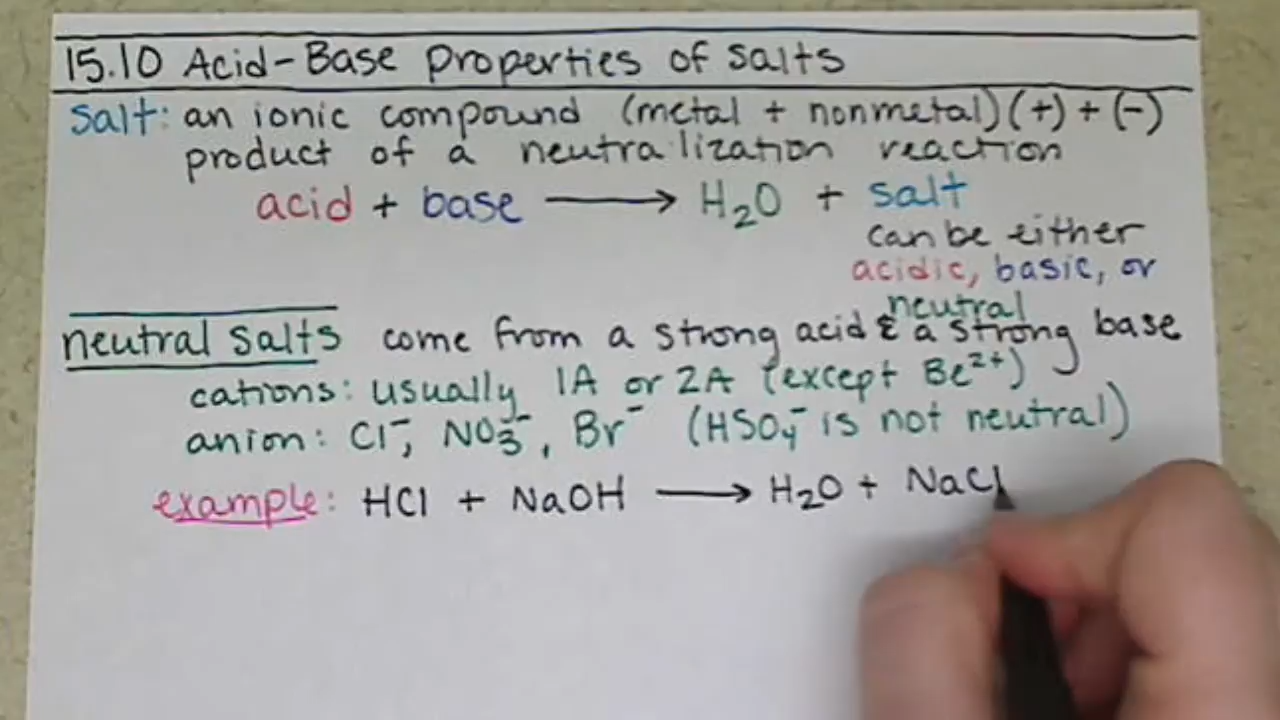 15.10 Acid-Base Properties of Salts
salt: an ionic compound (metal + nonmetal) (+) + (-)
product of a neutralization reaction
acid + base ⟶ H₂O + salt
can be either
acidic, basic, or
neutral
neutral salts come from a strong acid & a strong base
cations: usually 1A or 2A (except Be²⁺)
anion: Cl⁻, NO₃⁻, Br⁻ (HSO₄⁻ is not neutral)
example: HCl + NaOH ⟶ H₂O + NaCl